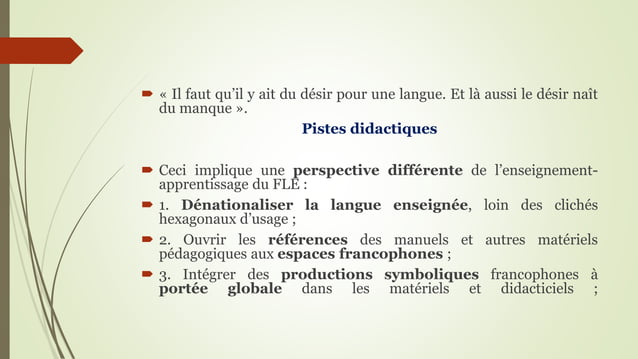 « Il faut qu’il y ait du désir pour une langue. Et là aussi le désir naît
du manque ».
Pistes didactiques
Ceci implique une perspective différente de l’enseignement-
apprentissage du FLE :
1. Dénationaliser la langue enseignée, loin des clichés
hexagonaux d’usage ;
2. Ouvrir les références des manuels et autres matériels
pédagogiques aux espaces francophones ;
3. Intégrer des productions symboliques francophones à
portée globale dans les matériels et didacticiels ;